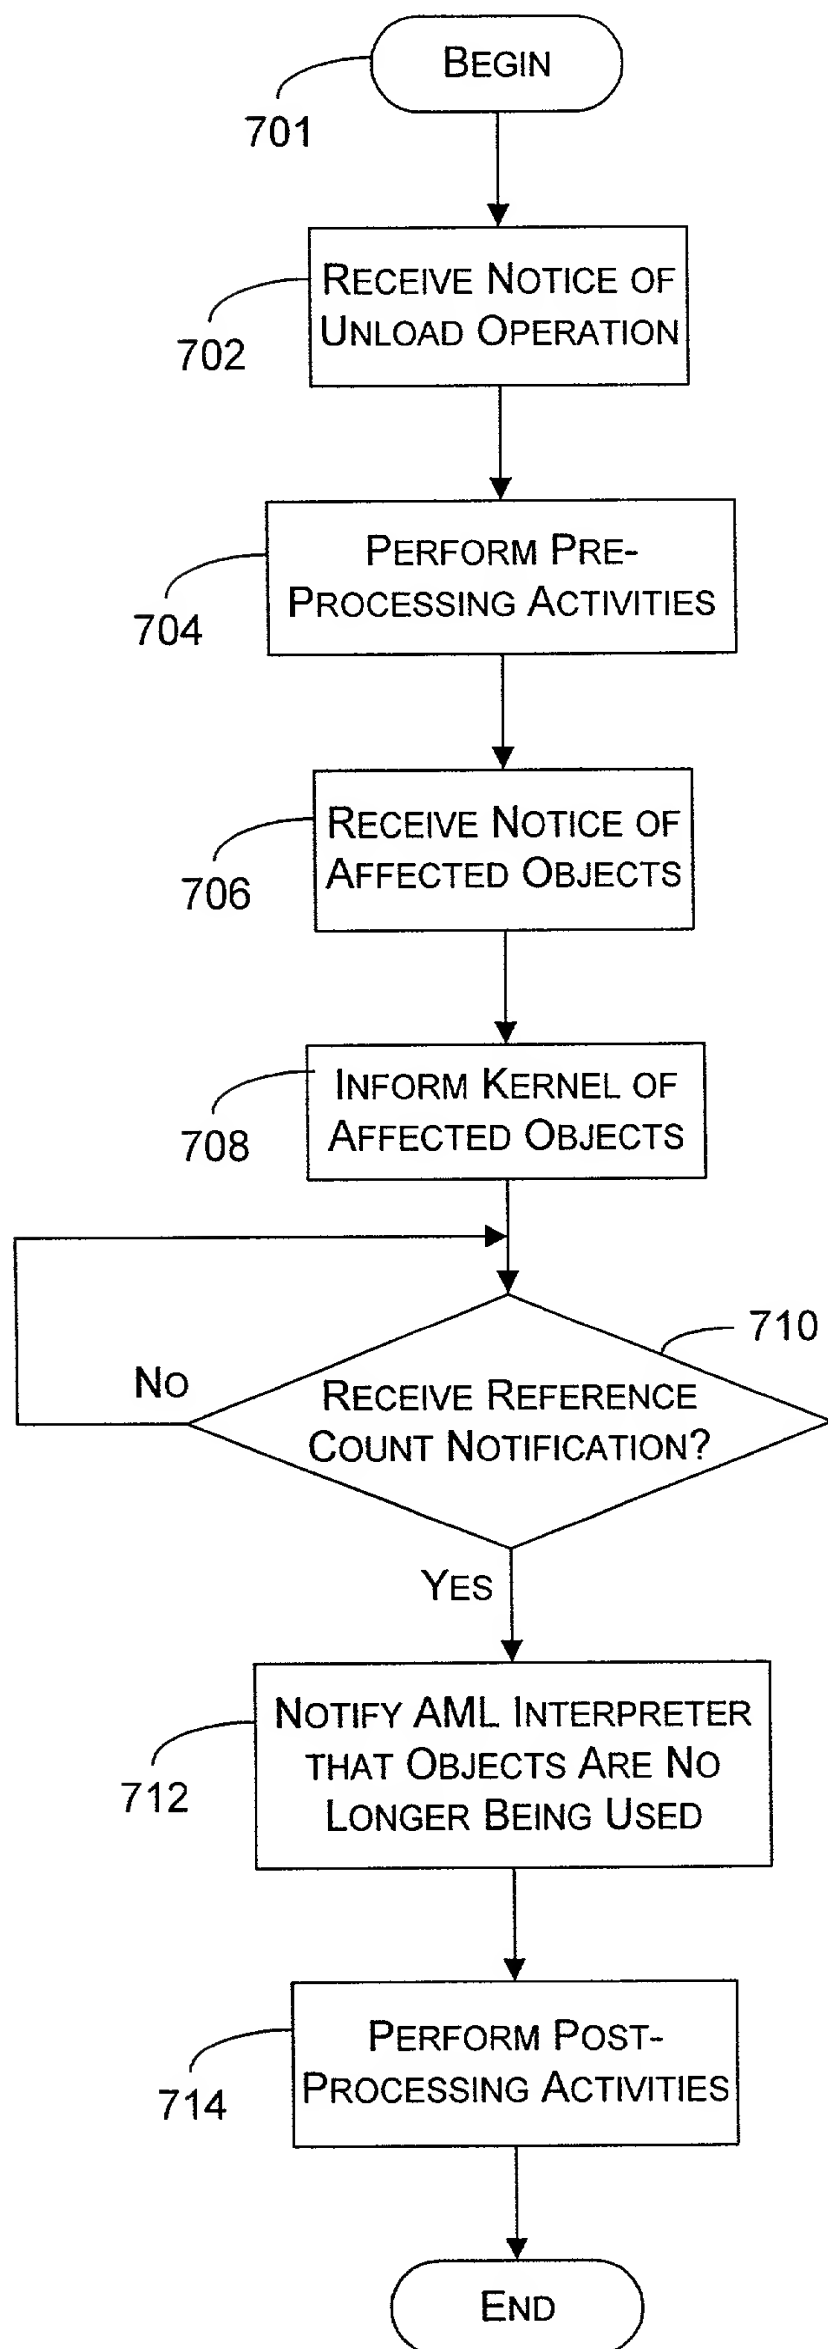 BEGIN
701
RECEIVE NOTICE OF
UNLOAD OPERATION
702
PERFORM PRE-
PROCESSING ACTIVITIES
704
RECEIVE NOTICE OF
AFFECTED OBJECTS
706
INFORM KERNEL OF
AFFECTED OBJECTS
708
710
NO
RECEIVE REFERENCE
COUNT NOTIFICATION?
YES
NOTIFY AML INTERPRETER
THAT OBJECTS ARE NO
LONGER BEING USED
712
PERFORM POST-
PROCESSING ACTIVITIES
714
END